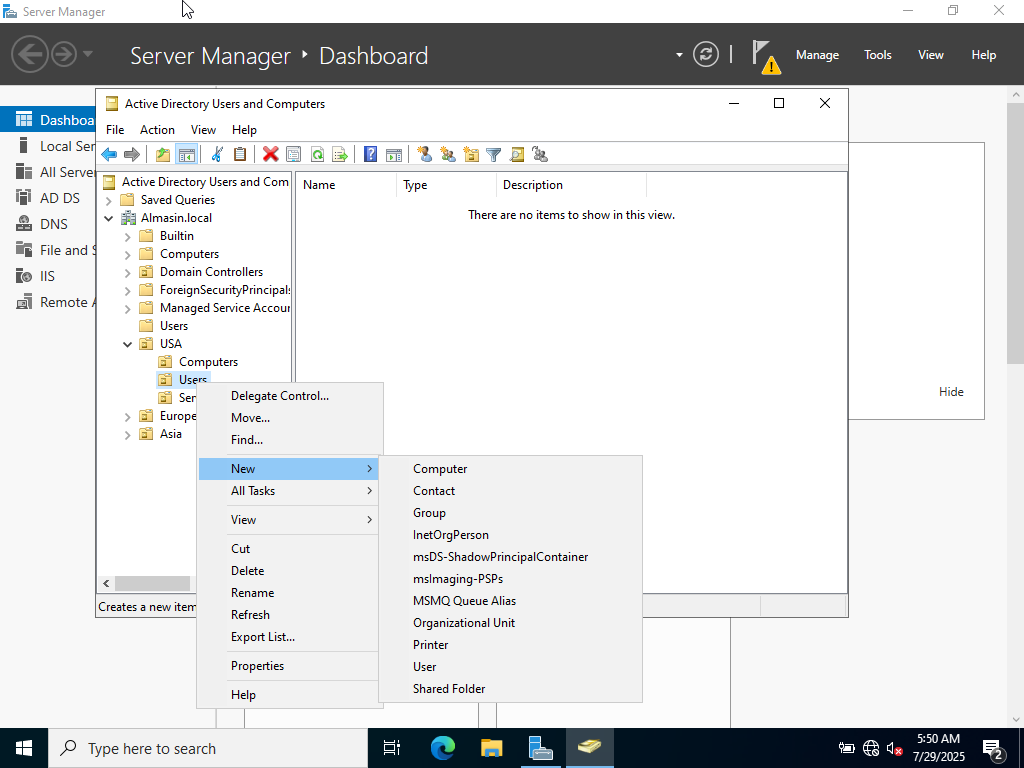 Server Manager
Server Manager
Dashboard
Manage
Tools
View
Help
Dashboa
Local Ser
All Server
AD DS
DNS
File and S
IIS
Remote A
Active Directory Users and Computers
File
Action
View
Help
Active Directory Users and Com
Saved Queries
Almasin.local
Builtin
Computers
Domain Controllers
ForeignSecurityPrincipals
Managed Service Accour
Users
USA
Computers
Users
Ser
Europe
Asia
Name
Type
Description
There are no items to show in this view.
Hide
Creates a new item
Delegate Control...
Move...
Find...
New
All Tasks
View
Cut
Delete
Rename
Refresh
Export List...
Properties
Help
Computer
Contact
Group
InetOrgPerson
msDS-ShadowPrincipalContainer
msImaging-PSPs
MSMQ Queue Alias
Organizational Unit
Printer
User
Shared Folder
Type here to search
5:50 AM
7/29/2025
2